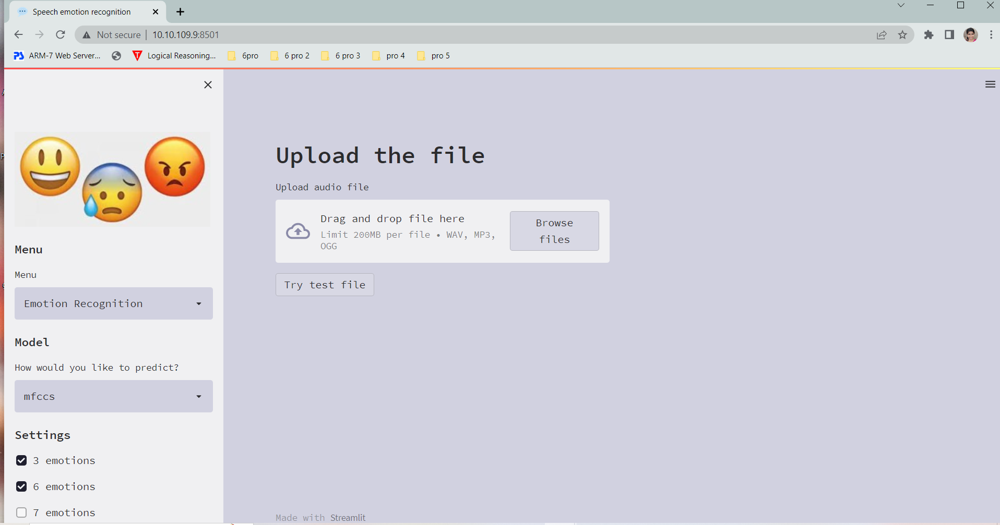 Speech emotion recognition
Not secure | 10.10.109.9:8501
ARM-7 Web Server... Logical Reasoning... 6pro 6 pro 2 6 pro 3 pro 4 pro 5
Menu
Menu
Emotion Recognition
Model
How would you like to predict?
mfccs
Settings
3 emotions
6 emotions
7 emotions
Upload the file
Upload audio file
Drag and drop file here
Limit 200MB per file • WAV, MP3,
OGG
Browse
files
Try test file
Made with Streamlit